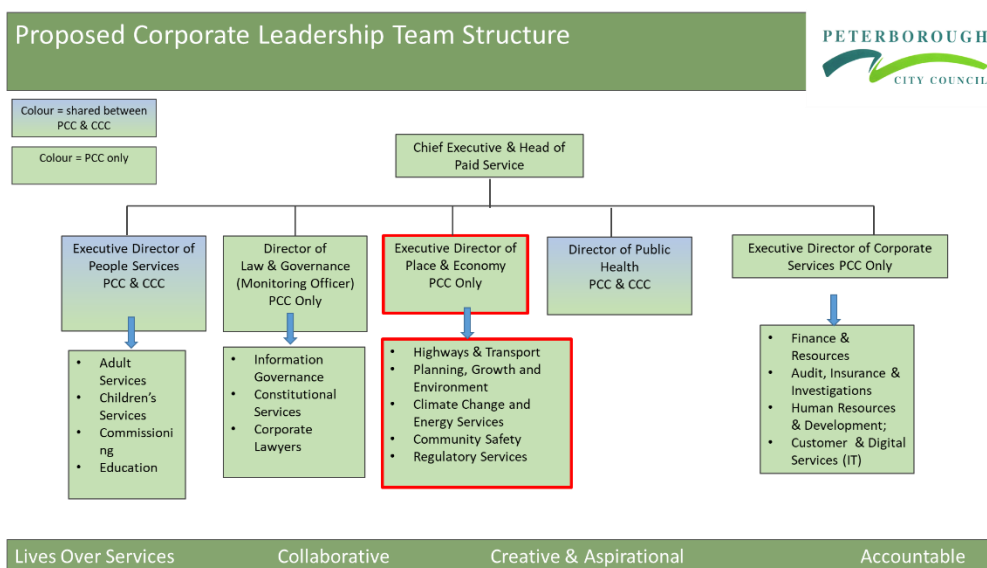 Proposed Corporate Leadership Team Structure
PETERBOROUGH
CITY COUNCIL
Colour = shared between
PCC & CCC
Colour = PCC only
Chief Executive & Head of
Paid Service
Executive Director of
People Services
PCC & CCC
Director of
Law & Governance
(Monitoring Officer)
PCC Only
Executive Director of
Place & Economy
PCC Only
Director of Public
Health
PCC & CCC
Executive Director of Corporate
Services PCC Only
• Adult
Services
• Children's
Services
• Commissioni
ng
• Education
• Information
Governance
• Constitutional
Services
• Corporate
Lawyers
• Highways & Transport
• Planning, Growth and
Environment
• Climate Change and
Energy Services
• Community Safety
• Regulatory Services
• Finance &
Resources
• Audit, Insurance &
Investigations
• Human Resources
& Development;
• Customer & Digital
Services (IT)
Lives Over Services
Collaborative
Creative & Aspirational
Accountable